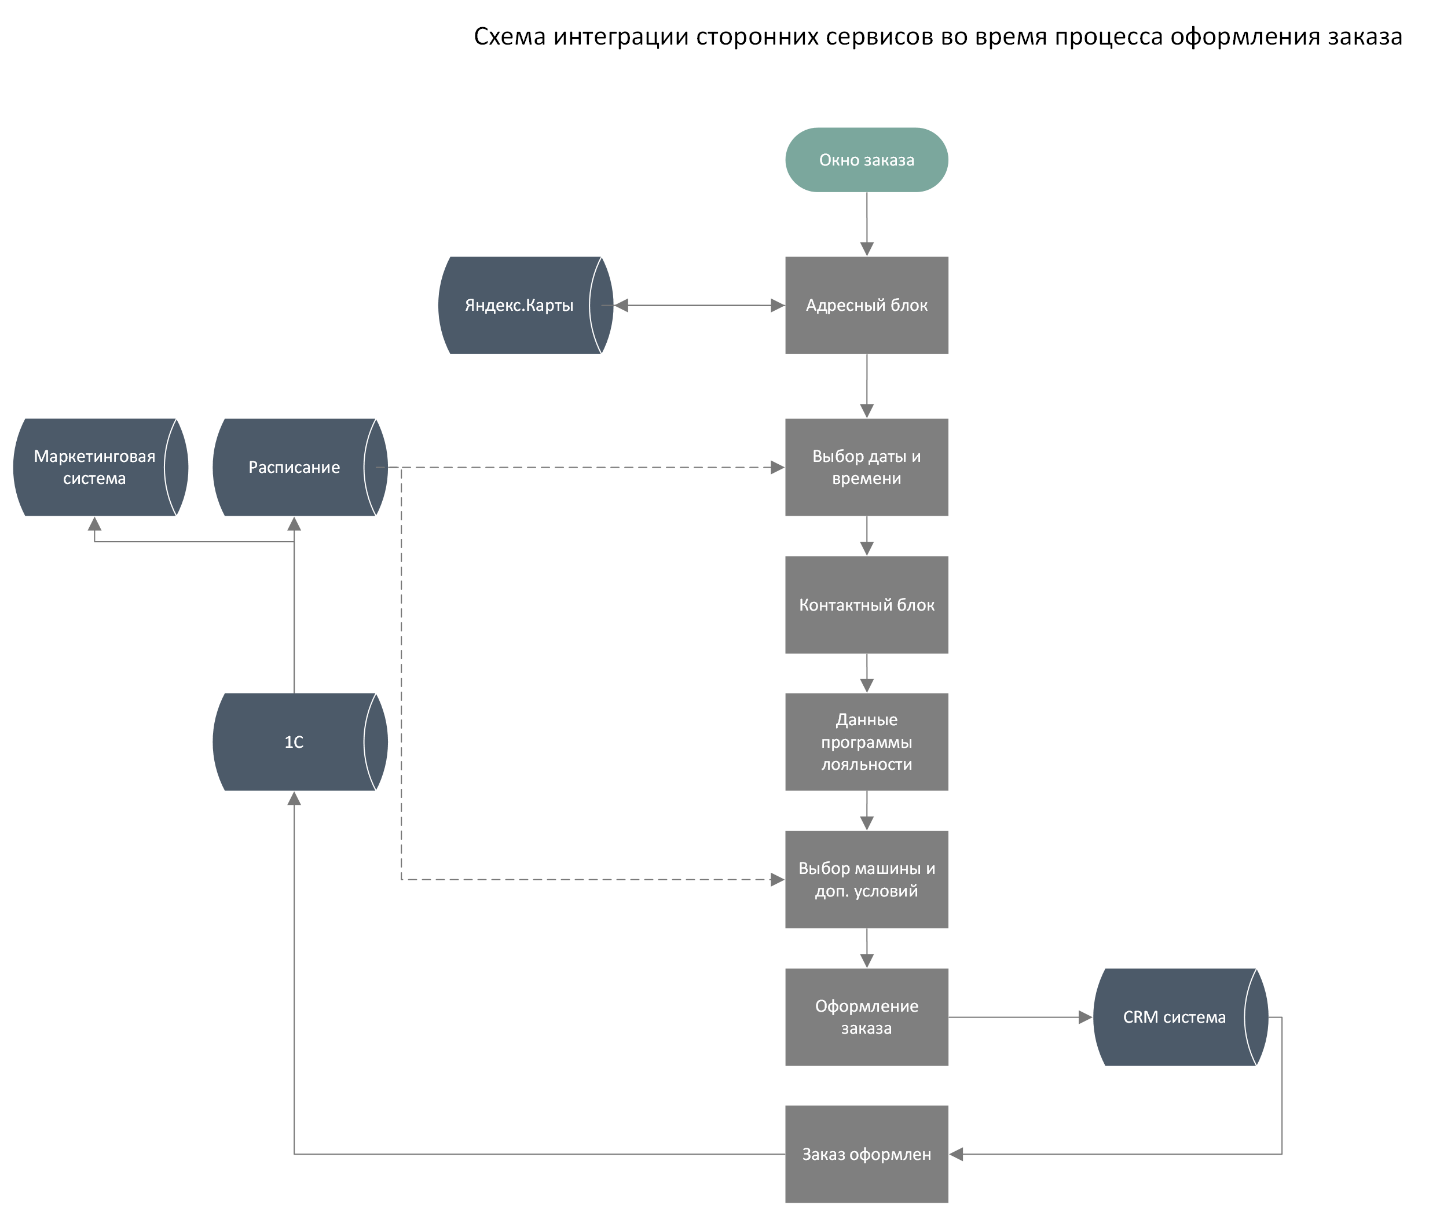 Схема интеграции сторонних сервисов во время процесса оформления заказа
Окно заказа
Яндекс.Карты
Адресный блок
Маркетинговая
система
Расписание
Выбор даты и
времени
Контактный блок
1С
Данные
программы
лояльности
Выбор машины и
доп. условий
Оформление
заказа
CRM система
Заказ оформлен